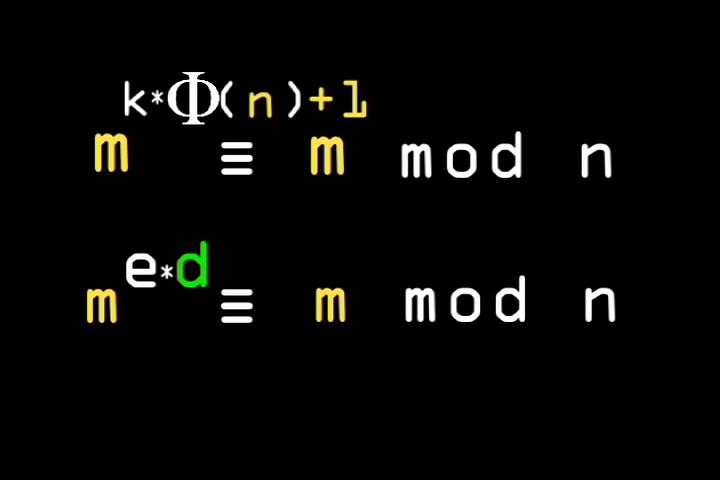 k*Φ(n)+1
m ≡ m mod n
e*d
m ≡ m mod n